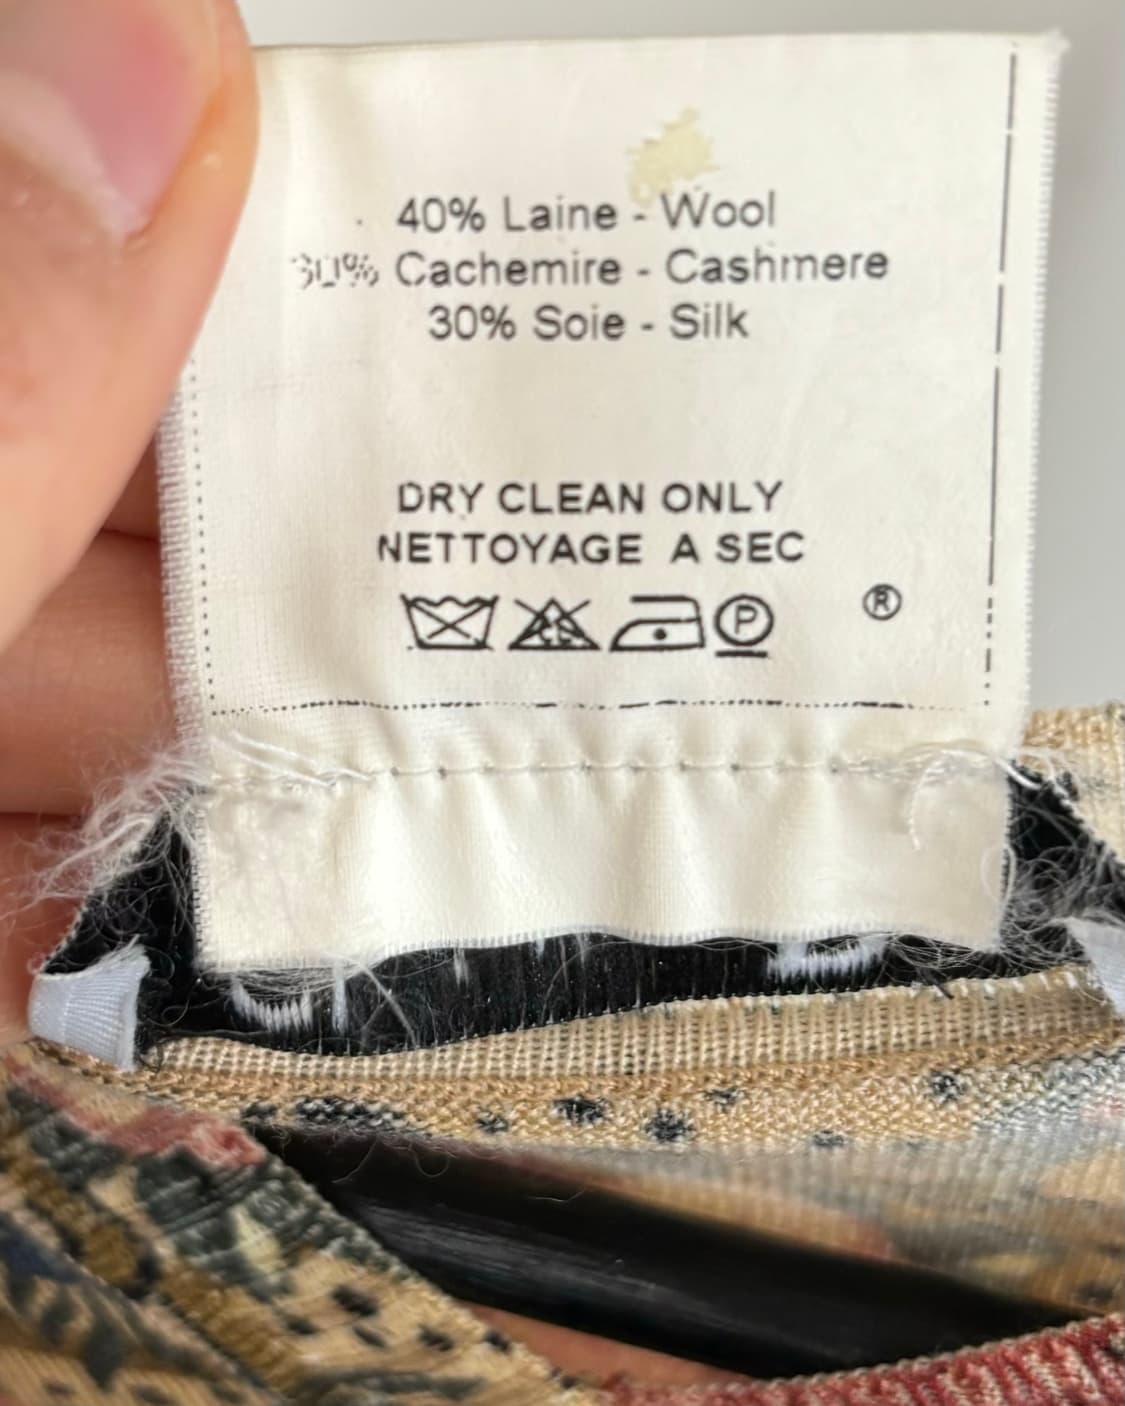 40% Laine - Wool
30% Cachemire - Cashmere
30% Soie - Silk
DRY CLEAN ONLY
NETTOYAGE A SEC
P
®